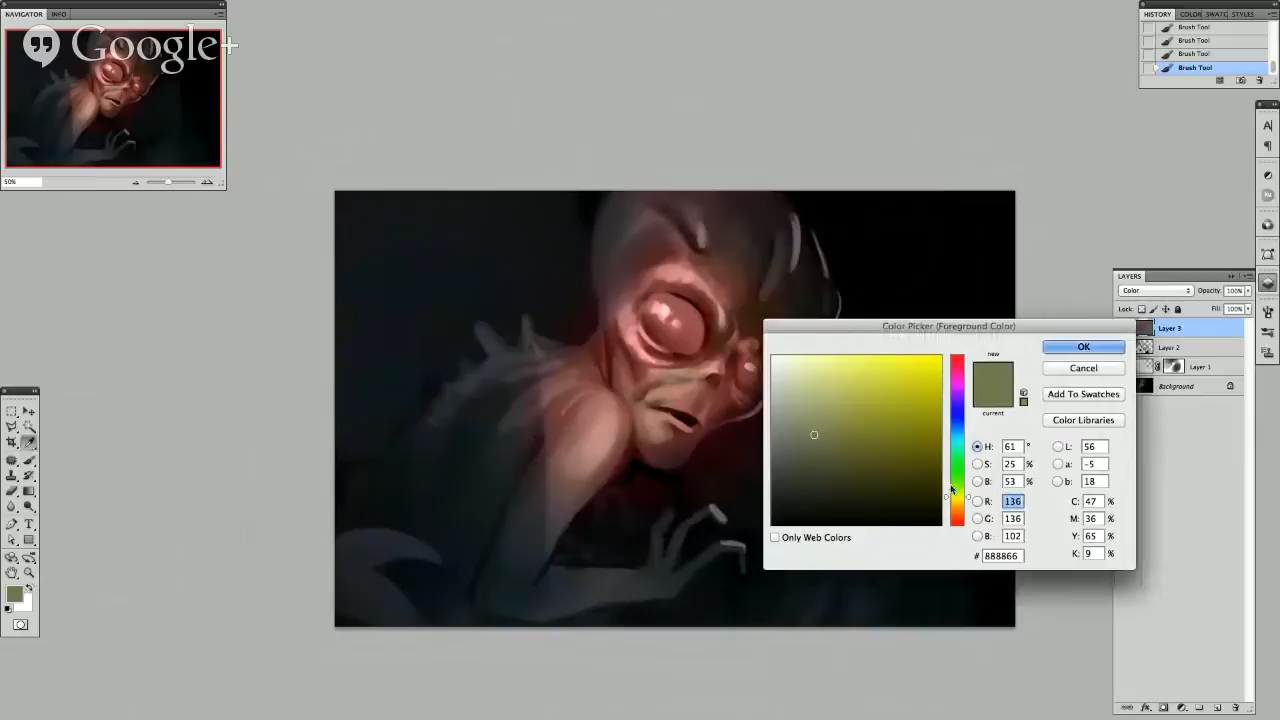 NAVIGATOR INFO
Google+
50%
HISTORY COLOR SWATC STYLES
Brush Tool
Brush Tool
Brush Tool
Brush Tool
A
LAYERS
Color Opacity: 100%
Lock: Fill: 100%
Layer 3
Layer 2
Layer 1
Background
Color Picker (Foreground Color)
new
current
OK
Cancel
Add To Swatches
Color Libraries
H: 61 ° L: 56
S: 25 % a: -5
B: 53 % b: 18
R: 136 C: 47 %
G: 136 M: 36 %
B: 102 Y: 65 %
# 888866 K: 9 %
Only Web Colors
T
fx